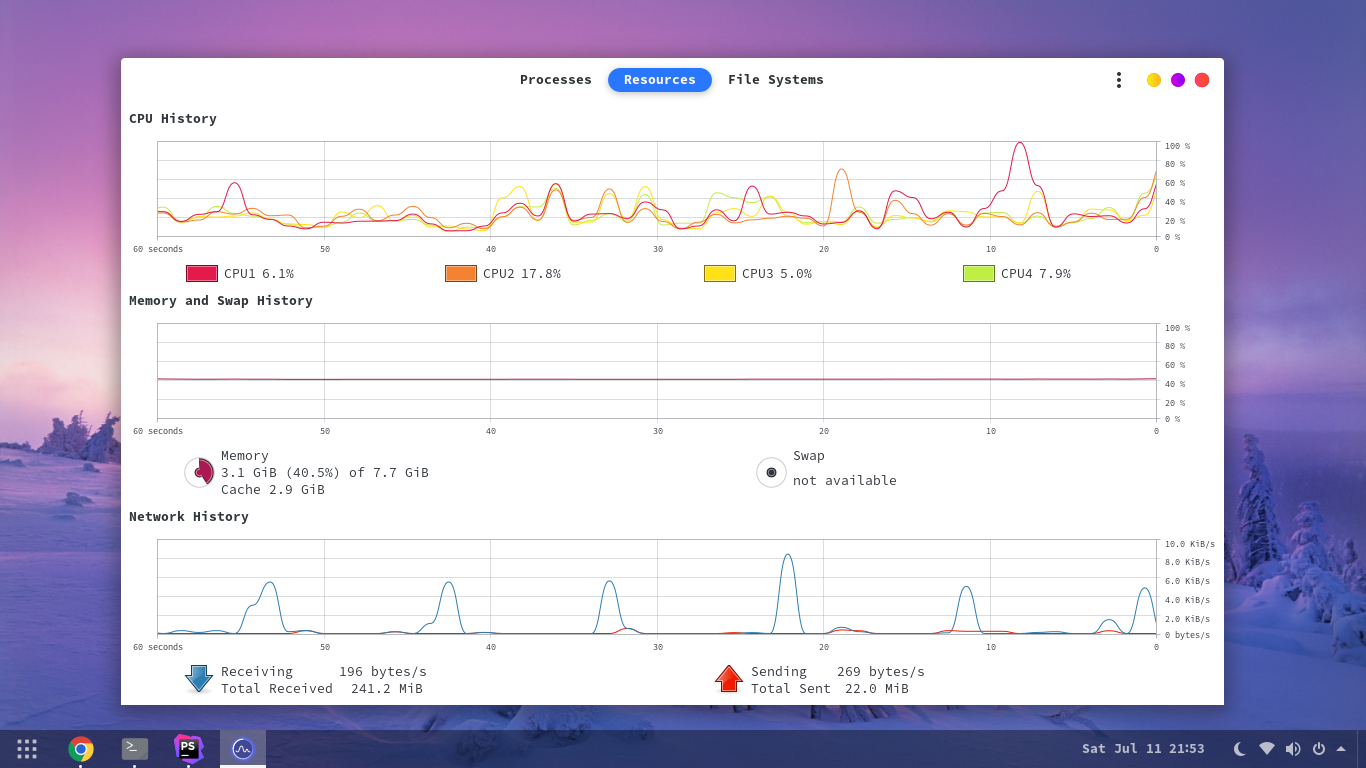 Processes Resources File Systems
CPU History
100 %
80 %
60 %
40 %
20 %
0 %
60 seconds 50 40 30 20 10 0
CPU1 6.1% CPU2 17.8% CPU3 5.0% CPU4 7.9%
Memory and Swap History
100 %
80 %
60 %
40 %
20 %
0 %
60 seconds 50 40 30 20 10 0
Memory
3.1 GiB (40.5%) of 7.7 GiB
Cache 2.9 GiB
Swap
not available
Network History
10.0 KiB/s
8.0 KiB/s
6.0 KiB/s
4.0 KiB/s
2.0 KiB/s
0 bytes/s
60 seconds 50 40 30 20 10 0
Receiving 196 bytes/s
Total Received 241.2 MiB
Sending 269 bytes/s
Total Sent 22.0 MiB
>_
PS
Sat Jul 11 21:53